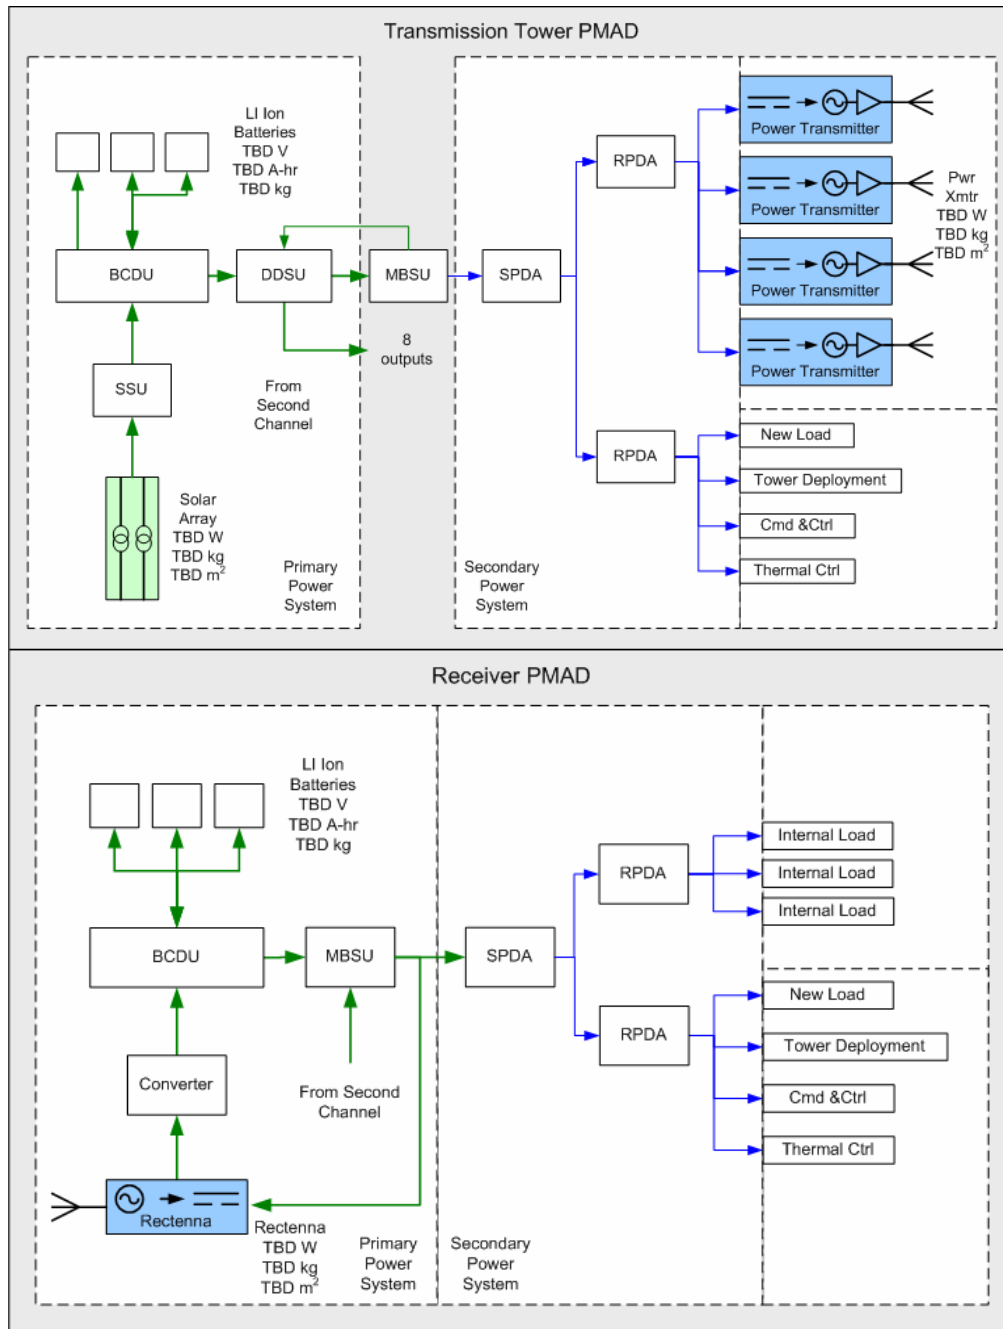 Transmission Tower PMAD
LI Ion
Batteries
TBD V
TBD A-hr
TBD kg
BCDU
DDSU
MBSU
SPDA
RPDA
Power Transmitter
Power Transmitter
Power Transmitter
Power Transmitter
Pwr
Xmtr
TBD W
TBD kg
TBD m²
8
outputs
SSU
From
Second
Channel
RPDA
New Load
Tower Deployment
Cmd &Ctrl
Thermal Ctrl
Solar
Array
TBD W
TBD kg
TBD m²
Primary
Power
System
Secondary
Power
System
Receiver PMAD
LI Ion
Batteries
TBD V
TBD A-hr
TBD kg
BCDU
MBSU
SPDA
RPDA
Internal Load
Internal Load
Internal Load
RPDA
New Load
Tower Deployment
Cmd &Ctrl
Thermal Ctrl
Converter
From Second
Channel
Rectenna
Rectenna
TBD W
TBD kg
TBD m²
Primary
Power
System
Secondary
Power
System